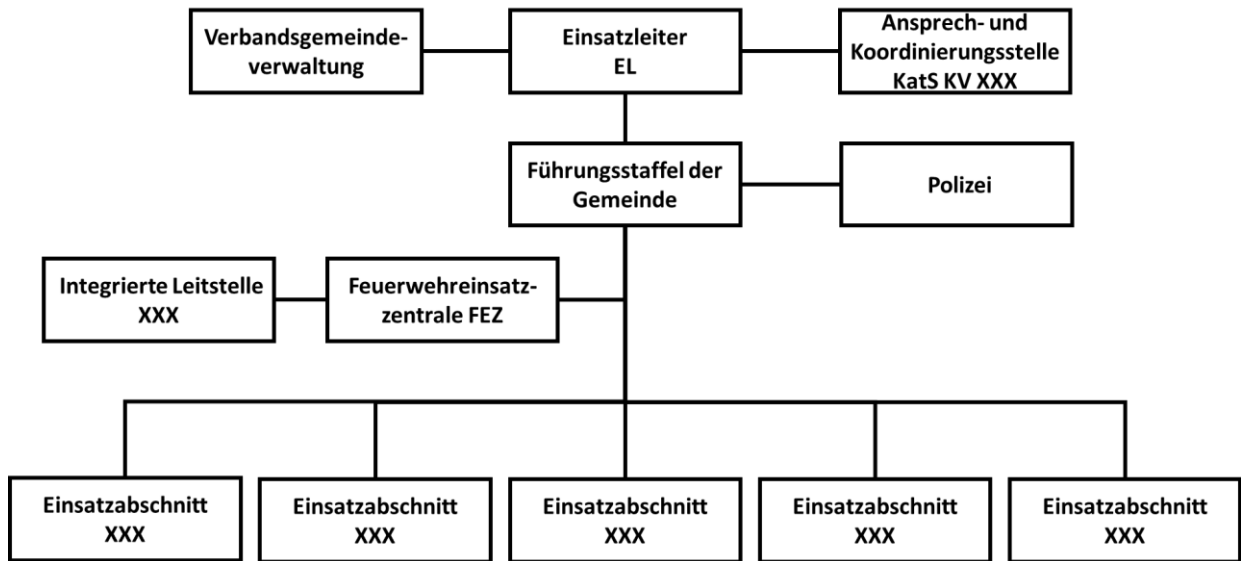 Verbandsgemeinde-
verwaltung
Einsatzleiter
EL
Ansprech- und
Koordinierungsstelle
KatS KV XXX
Führungsstaffel der
Gemeinde
Polizei
Integrierte Leitstelle
XXX
Feuerwehreinsatz-
zentrale FEZ
Einsatzabschnitt
XXX
Einsatzabschnitt
XXX
Einsatzabschnitt
XXX
Einsatzabschnitt
XXX
Einsatzabschnitt
XXX